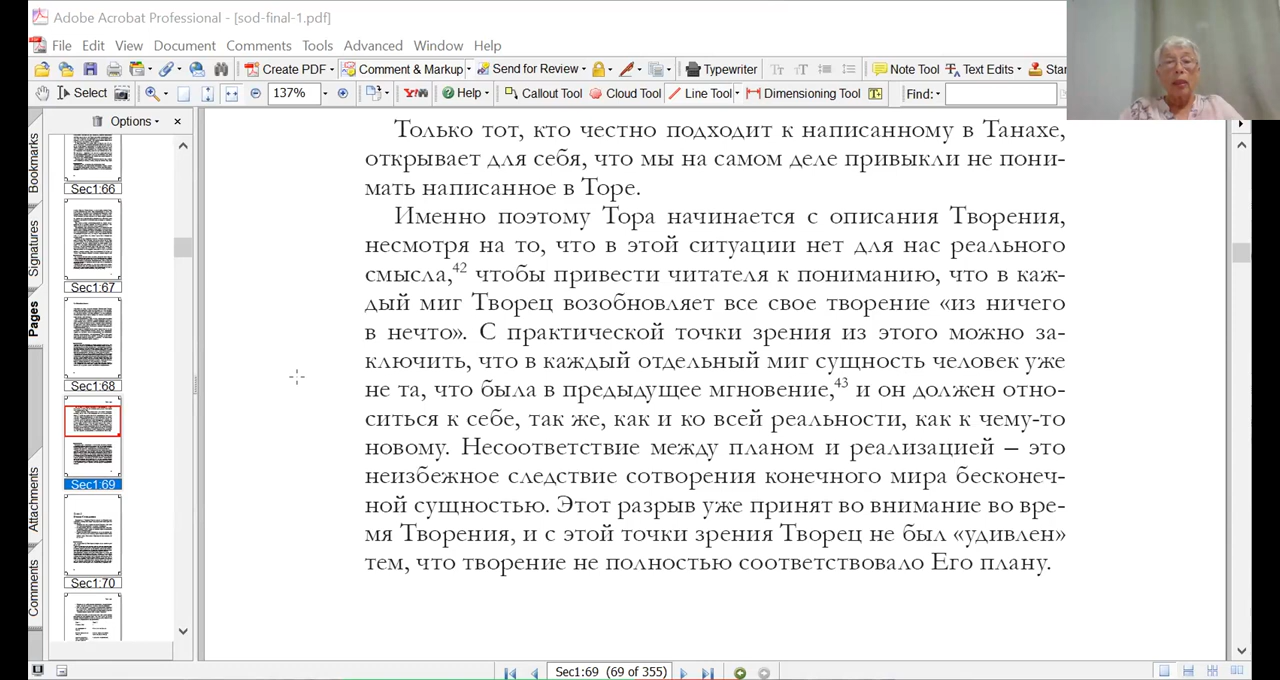 Adobe Acrobat Professional - [sod-final-1.pdf]
File Edit View Document Comments Tools Advanced Window Help
Create PDF Comment & Markup Send for Review Typewriter Note Tool Text Edits
Select 137% Help Callout Tool Cloud Tool Line Tool Dimensioning Tool Find:
Options
Bookmarks
Signatures
Pages
Attachments
Comments
Sec1:66
Sec1:67
Sec1:68
Sec1:69
Sec1:70
Только тот, кто честно подходит к написанному в Танахе,
открывает для себя, что мы на самом деле привыкли не пони-
мать написанное в Торе.
Именно поэтому Тора начинается с описания Творения,
несмотря на то, что в этой ситуации нет для нас реального
смысла,42 чтобы привести читателя к пониманию, что в каж-
дый миг Творец возобновляет все свое творение «из ничего
в нечто». С практической точки зрения из этого можно за-
ключить, что в каждый отдельный миг сущность человек уже
не та, что была в предыдущее мгновение,43 и он должен отно-
ситься к себе, так же, как и ко всей реальности, как к чему-то
новому. Несоответствие между планом и реализацией – это
неизбежное следствие сотворения конечного мира бесконеч-
ной сущностью. Этот разрыв уже принят во внимание во вре-
мя Творения, и с этой точки зрения Творец не был «удивлен»
тем, что творение не полностью соответствовало Его плану.
Sec1:69 (69 of 355)